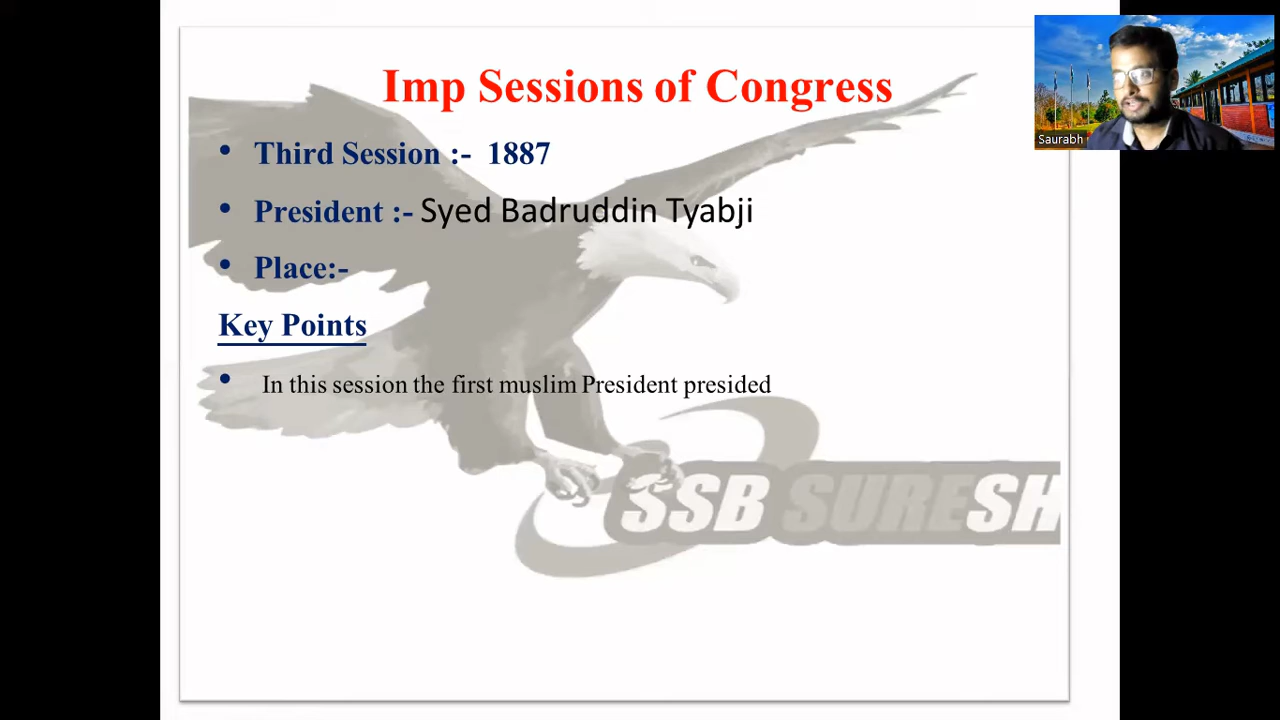 Imp Sessions of Congress
• Third Session :- 1887
• President :- Syed Badruddin Tyabji
• Place:-
Key Points
• In this session the first muslim President presided
SSB SURESH
Saurabh